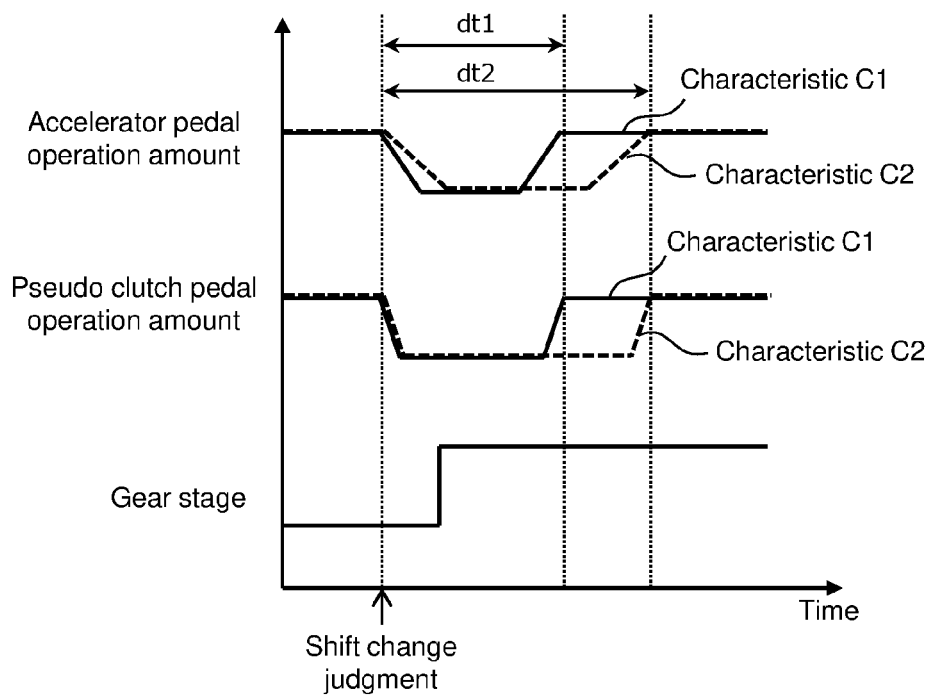 dt1
dt2
Characteristic C1
Accelerator pedal
operation amount
Characteristic C2
Characteristic C1
Pseudo clutch pedal
operation amount
Characteristic C2
Gear stage
Time
Shift change
judgment